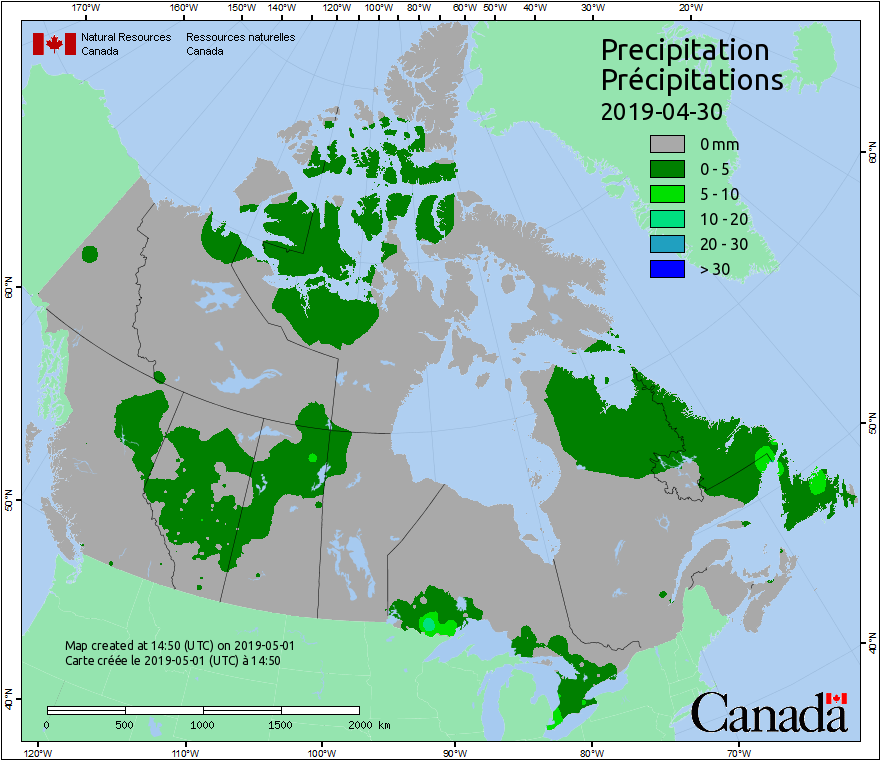 170°W 160°W 150°W 140°W 120°W 100°W 80°W 60°W 50°W 40°W 30°W 20°W
Natural Resources Canada
Ressources naturelles Canada
Precipitation
Précipitations
2019-04-30
0 mm
0 - 5
5 - 10
10 - 20
20 - 30
> 30
60°N
50°N
40°N
60°N
50°N
40°N
Map created at 14:50 (UTC) on 2019-05-01
Carte créée le 2019-05-01 (UTC) à 14:50
0 500 1000 1500 2000 km
Canada
120°W 110°W 100°W 90°W 80°W 70°W